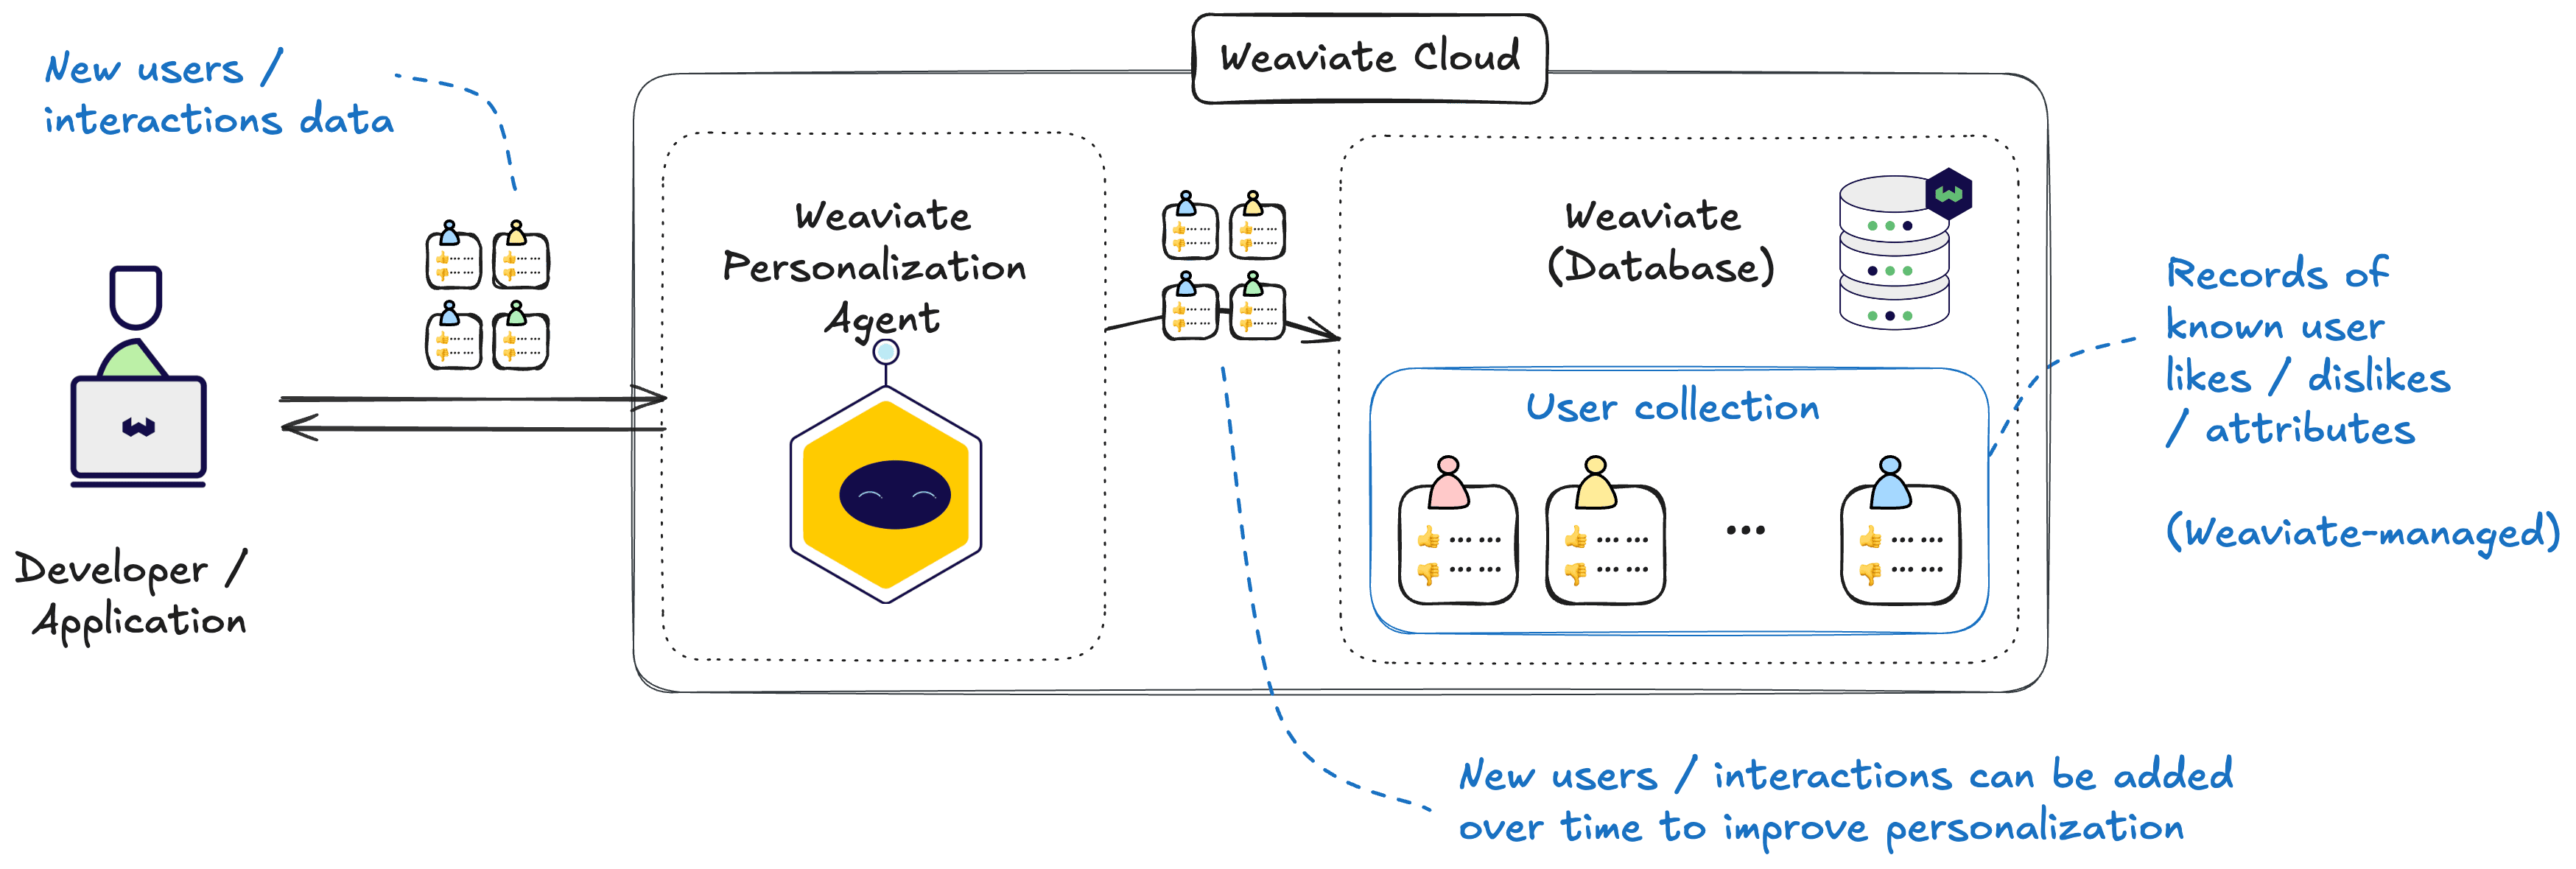 Weaviate Cloud
New users /
interactions data
Developer /
Application
Weaviate
Personalization
Agent
Weaviate
(Database)
User collection
Records of
known user
likes / dislikes
/ attributes
(Weaviate-managed)
New users / interactions can be added
over time to improve personalization